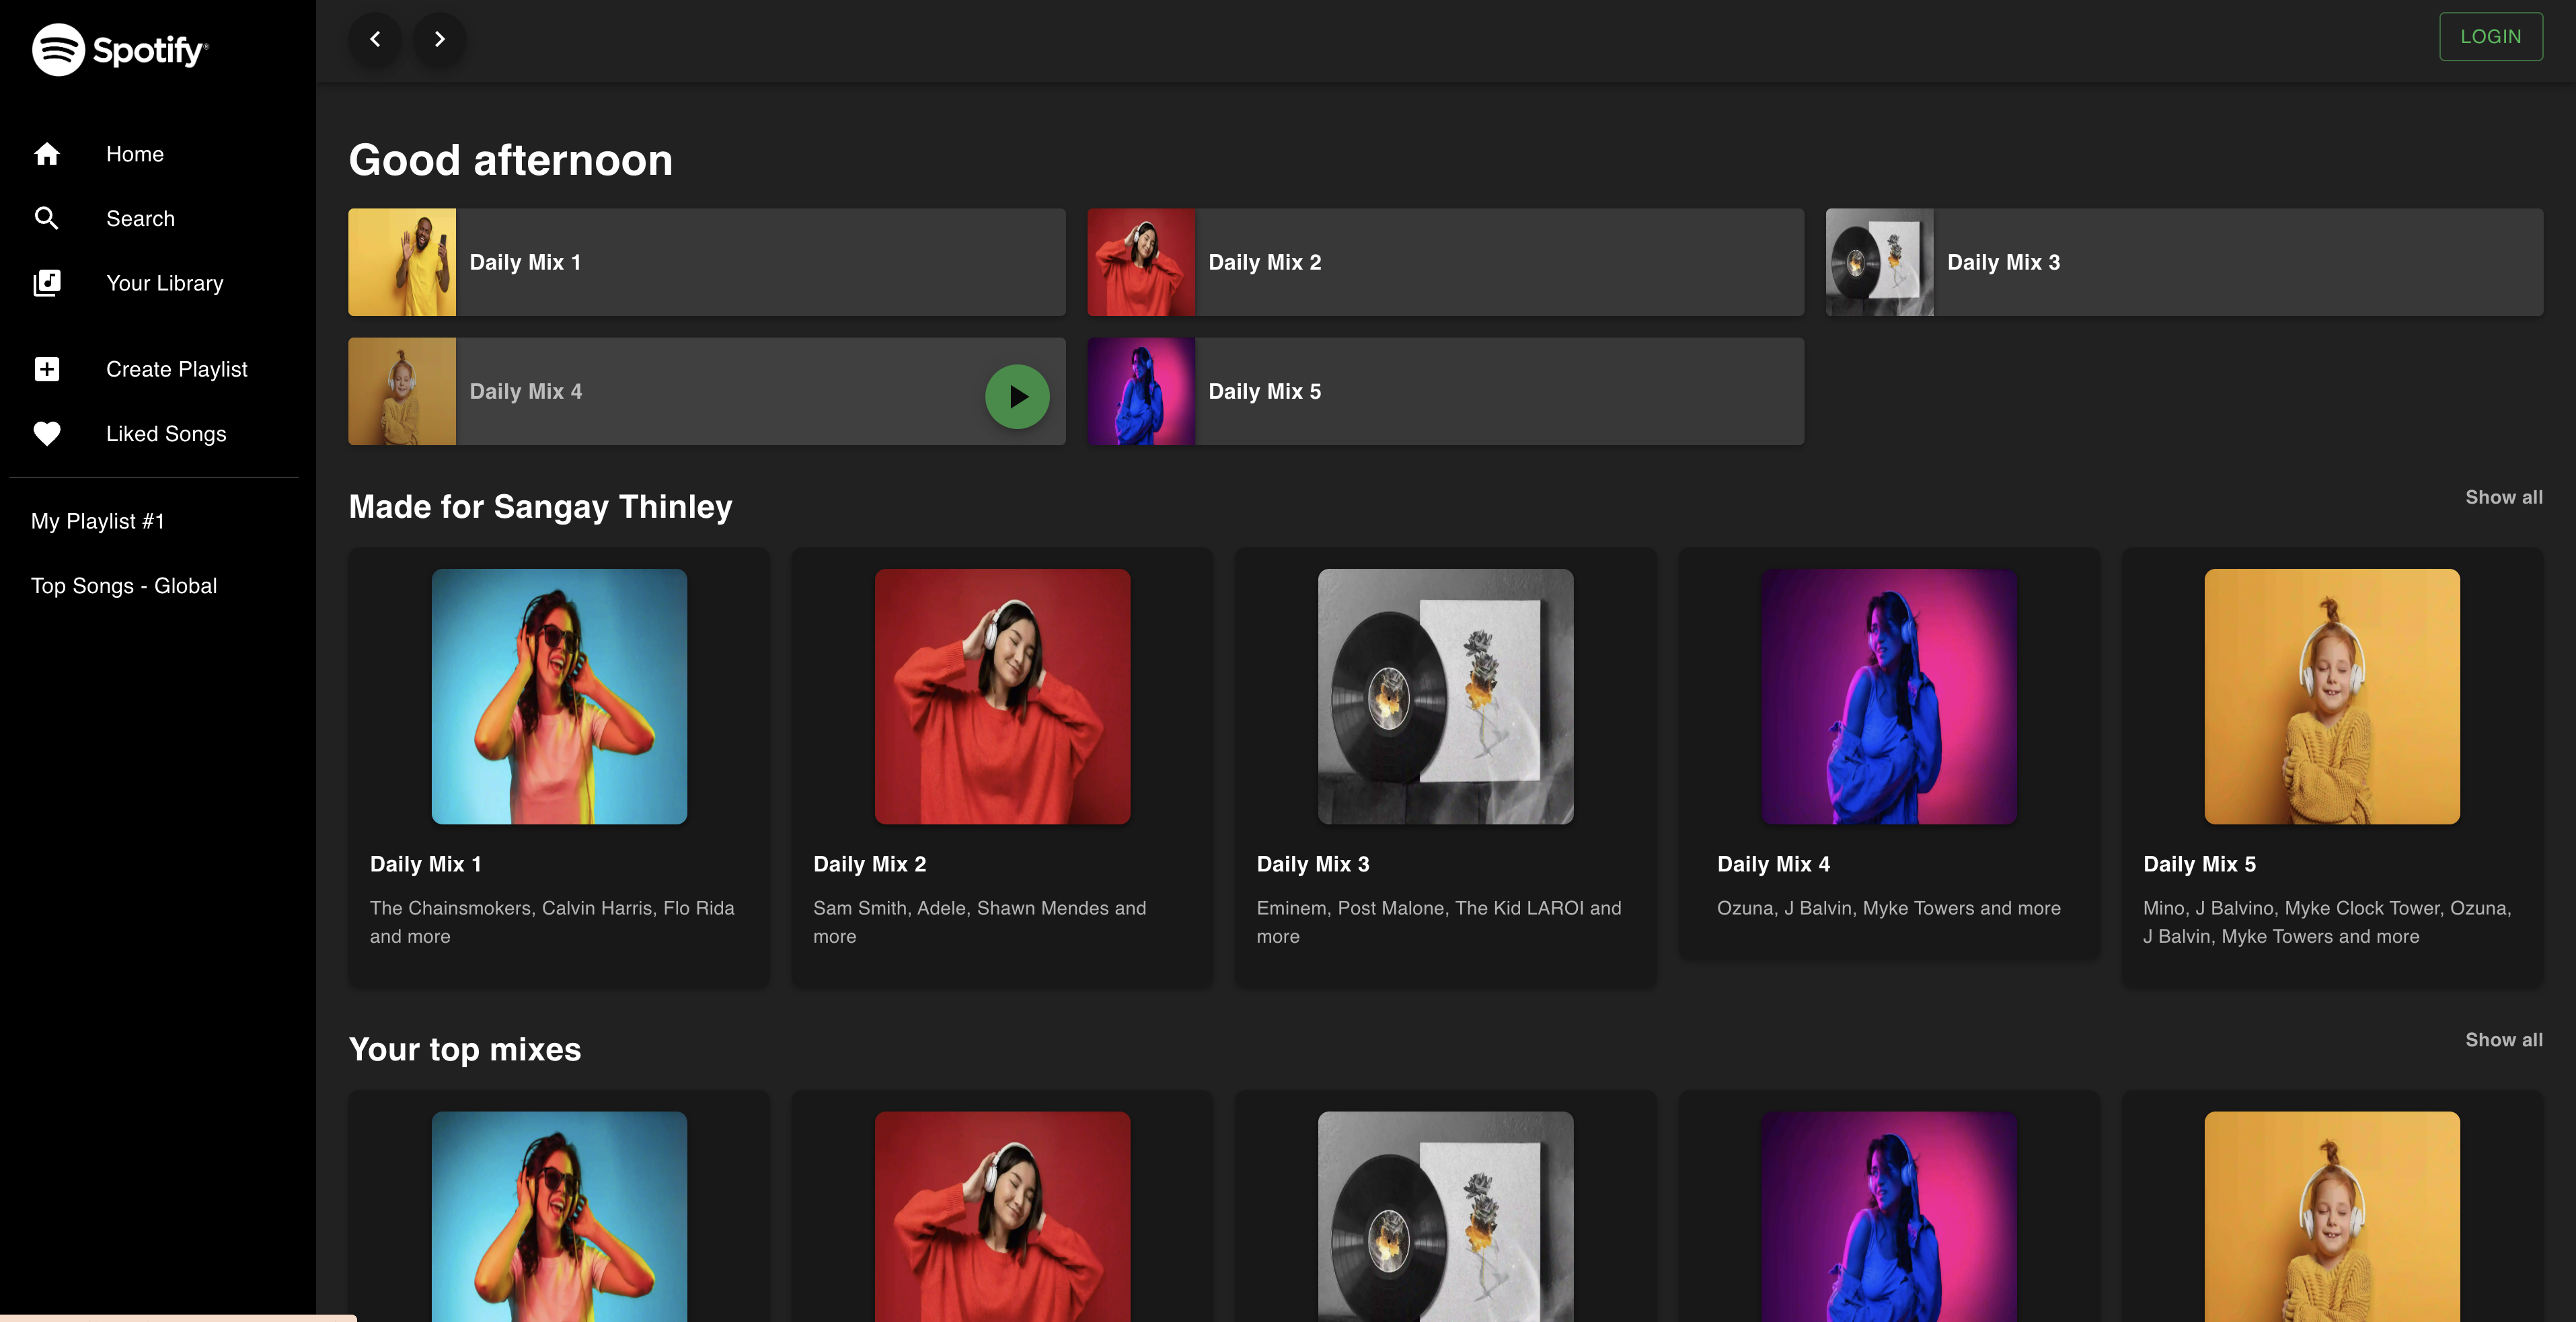 Spotify®
Home
Search
Your Library
Create Playlist
Liked Songs
My Playlist #1
Top Songs - Global
LOGIN
Good afternoon
Daily Mix 1
Daily Mix 2
Daily Mix 3
Daily Mix 4
Daily Mix 5
Made for Sangay Thinley
Show all
Daily Mix 1
The Chainsmokers, Calvin Harris, Flo Rida
and more
Daily Mix 2
Sam Smith, Adele, Shawn Mendes and
more
Daily Mix 3
Eminem, Post Malone, The Kid LAROI and
more
Daily Mix 4
Ozuna, J Balvin, Myke Towers and more
Daily Mix 5
Mino, J Balvino, Myke Clock Tower, Ozuna,
J Balvin, Myke Towers and more
Your top mixes
Show all